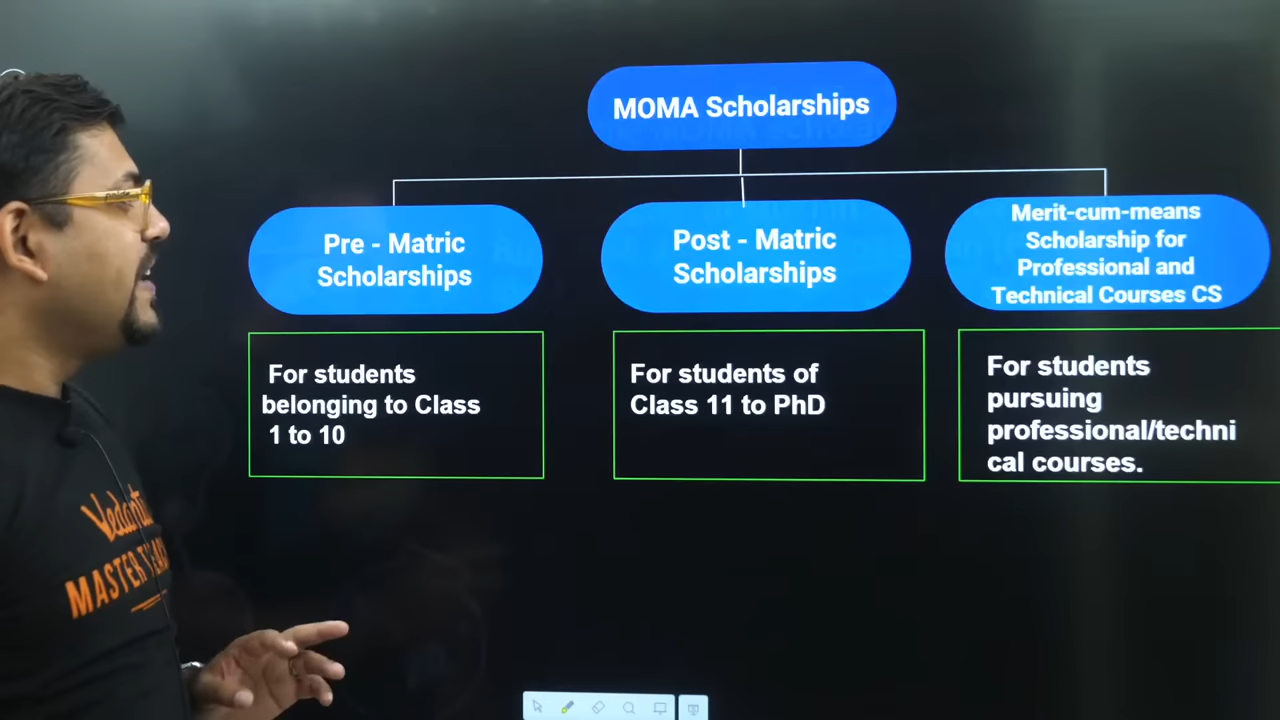 MOMA Scholarships
Pre - Matric
Scholarships
Post - Matric
Scholarships
Merit-cum-means
Scholarship for
Professional and
Technical Courses CS
For students
belonging to Class
1 to 10
For students of
Class 11 to PhD
For students
pursuing
professional/techni
cal courses.
MASTER